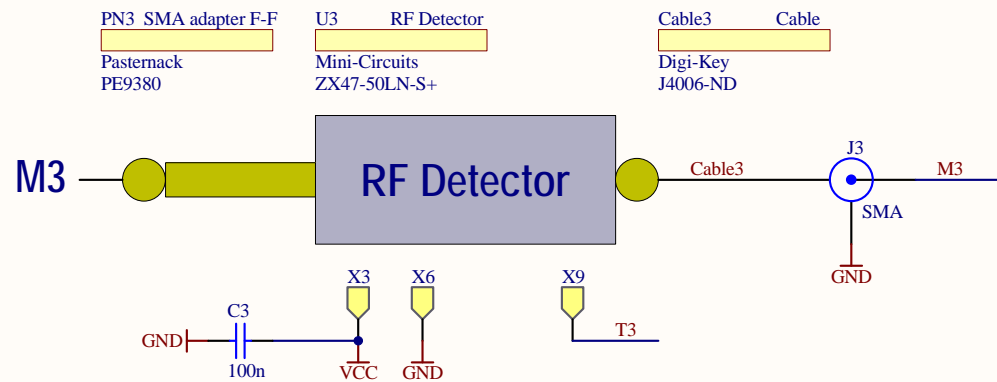 PN3 SMA adapter F-F
U3 RF Detector
Cable3 Cable
Pasternack
PE9380
Mini-Circuits
ZX47-50LN-S+
Digi-Key
J4006-ND
M3
RF Detector
Cable3
J3
M3
SMA
GND
X3
X6
X9
C3
GND
100n
VCC
GND
T3